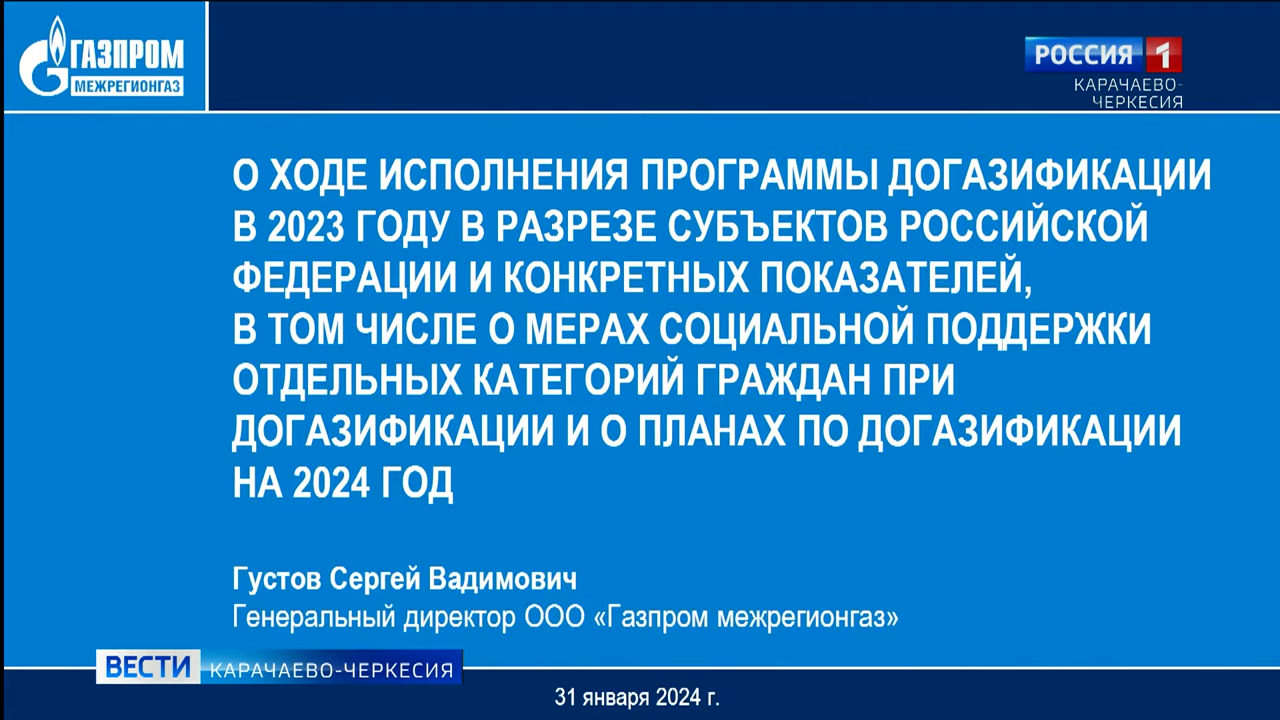 ГАЗПРОМ
МЕЖРЕГИОНГАЗ
РОССИЯ 1
КАРАЧАЕВО-
ЧЕРКЕСИЯ
О ХОДЕ ИСПОЛНЕНИЯ ПРОГРАММЫ ДОГАЗИФИКАЦИИ
В 2023 ГОДУ В РАЗРЕЗЕ СУБЪЕКТОВ РОССИЙСКОЙ
ФЕДЕРАЦИИ И КОНКРЕТНЫХ ПОКАЗАТЕЛЕЙ,
В ТОМ ЧИСЛЕ О МЕРАХ СОЦИАЛЬНОЙ ПОДДЕРЖКИ
ОТДЕЛЬНЫХ КАТЕГОРИЙ ГРАЖДАН ПРИ
ДОГАЗИФИКАЦИИ И О ПЛАНАХ ПО ДОГАЗИФИКАЦИИ
НА 2024 ГОД
Густов Сергей Вадимович
Генеральный директор ООО «Газпром межрегионгаз»
ВЕСТИ КАРАЧАЕВО-ЧЕРКЕСИЯ
31 января 2024 г.